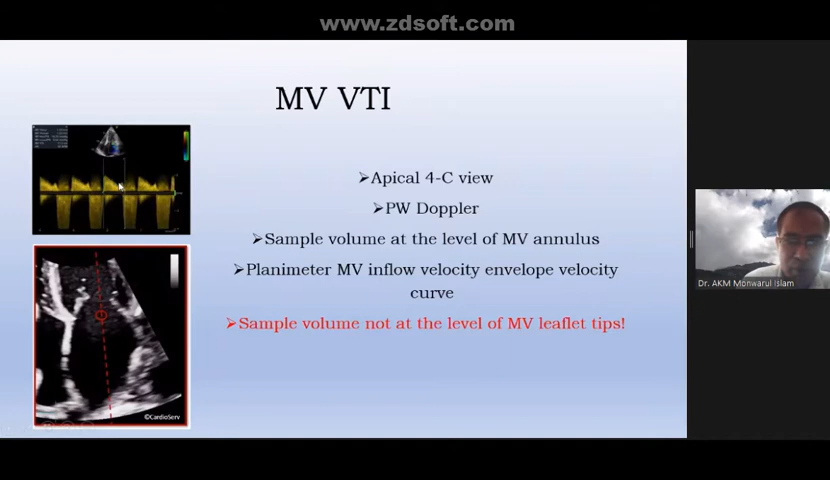 www.zdsoft.com
MV VTI
➢Apical 4-C view
➢PW Doppler
➢Sample volume at the level of MV annulus
➢Planimeter MV inflow velocity envelope velocity
curve
➢Sample volume not at the level of MV leaflet tips!
Dr. AKM Monwarul Islam
©CardioServ